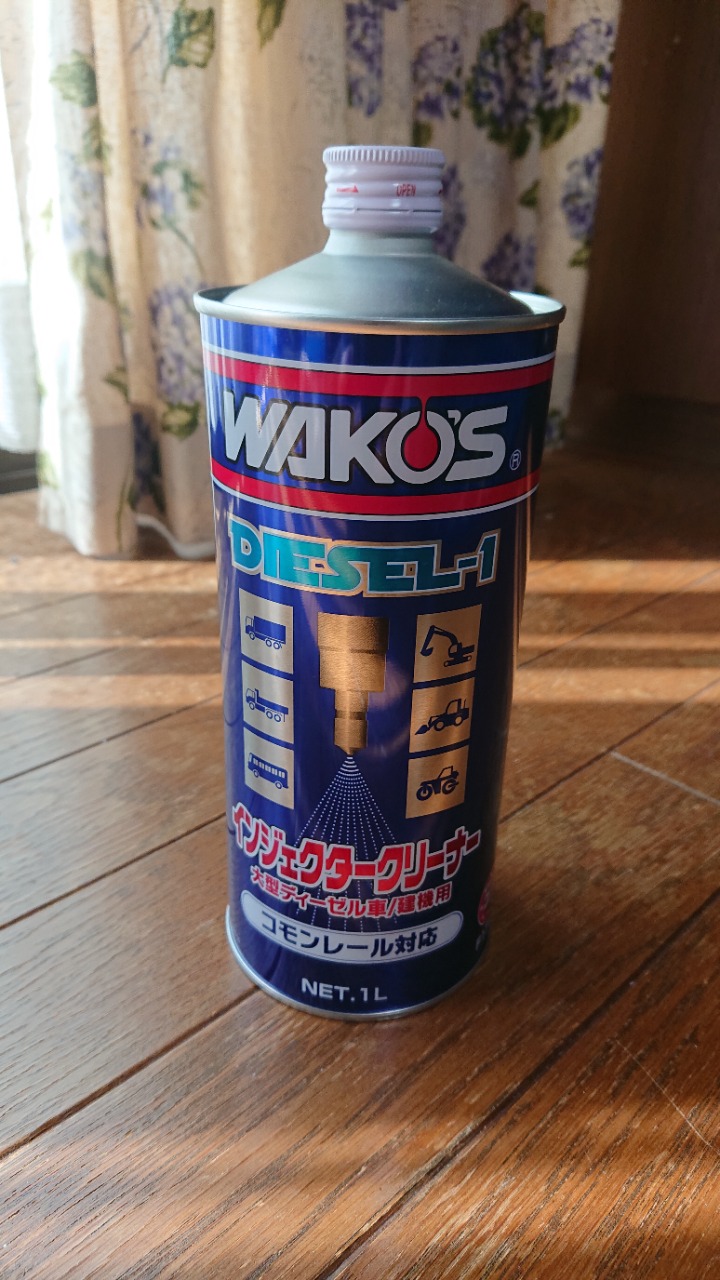 OPEN
WAKO'S®
DIESEL-1
インジェクタークリーナー
大型ディーゼル車/建機用
コモンレール対応
NET.1L